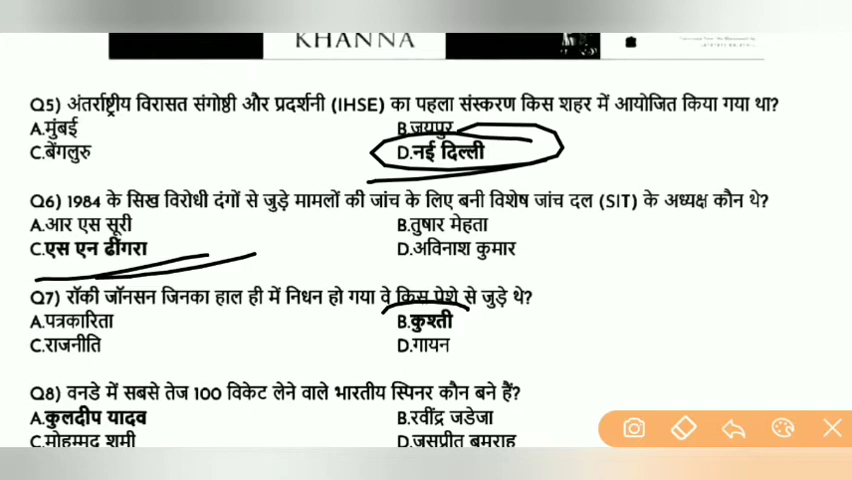 KHANNA
Q5) अंतर्राष्ट्रीय विरासत संगोष्ठी और प्रदर्शनी (IHSE) का पहला संस्करण किस शहर में आयोजित किया गया था?
A.मुंबई B.जयपुर
C.बेंगलुरु D.नई दिल्ली
Q6) 1984 के सिख विरोधी दंगों से जुड़े मामलों की जांच के लिए बनी विशेष जांच दल (SIT) के अध्यक्ष कौन थे?
A.आर एस सूरी B.तुषार मेहता
C.एस एन ढींगरा D.अविनाश कुमार
Q7) रॉकी जॉनसन जिनका हाल ही में निधन हो गया वे किस पेशे से जुड़े थे?
A.पत्रकारिता B.कुश्ती
C.राजनीति D.गायन
Q8) वनडे में सबसे तेज 100 विकेट लेने वाले भारतीय स्पिनर कौन बने हैं?
A.कुलदीप यादव B.रवींद्र जडेजा
C.मोहम्मद शमी D.जसप्रीत बुमराह